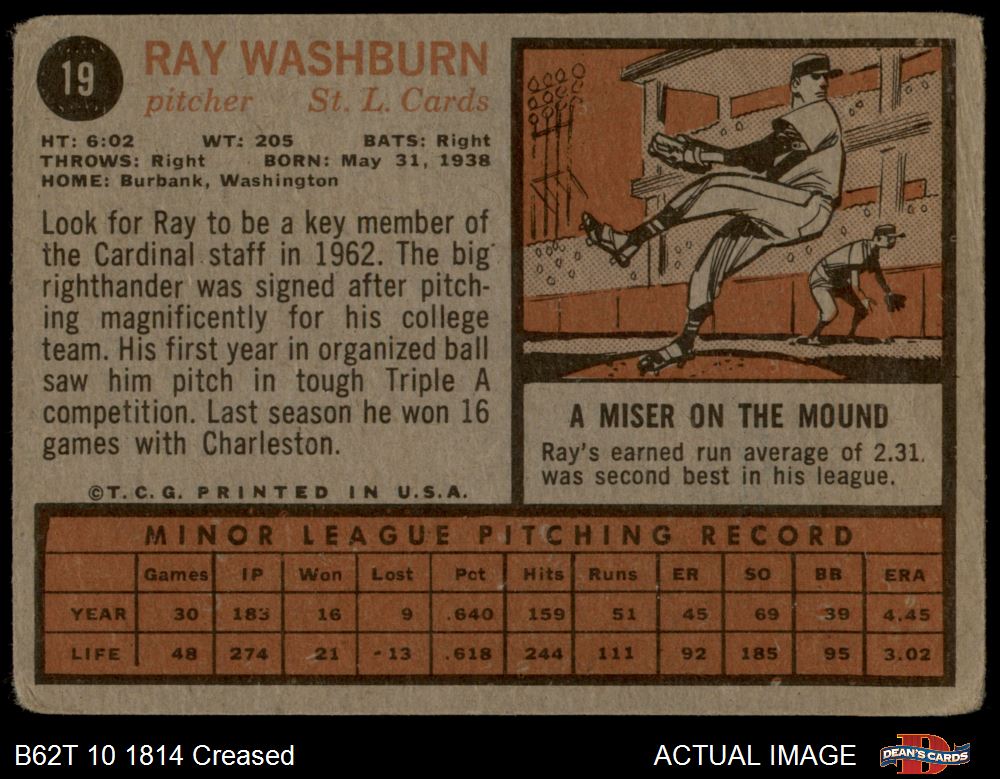 19
RAY WASHBURN
pitcher St. L. Cards
HT: 6:02 WT: 205 BATS: Right
THROWS: Right BORN: May 31, 1938
HOME: Burbank, Washington
Look for Ray to be a key member of
the Cardinal staff in 1962. The big
righthander was signed after pitch-
ing magnificently for his college
team. His first year in organized ball
saw him pitch in tough Triple A
competition. Last season he won 16
games with Charleston.
©T.C.G. PRINTED IN U.S.A.
A MISER ON THE MOUND
Ray's earned run average of 2.31.
was second best in his league.
MINOR LEAGUE PITCHING RECORD
Games IP Won Lost Pct Hits Runs ER SO BB ERA
YEAR 30 183 16 9 .640 159 51 45 69 39 4.45
LIFE 48 274 21 13 .618 244 111 92 185 95 3.02
B62T 10 1814 Creased
ACTUAL IMAGE
D
DEAN'S CARDS